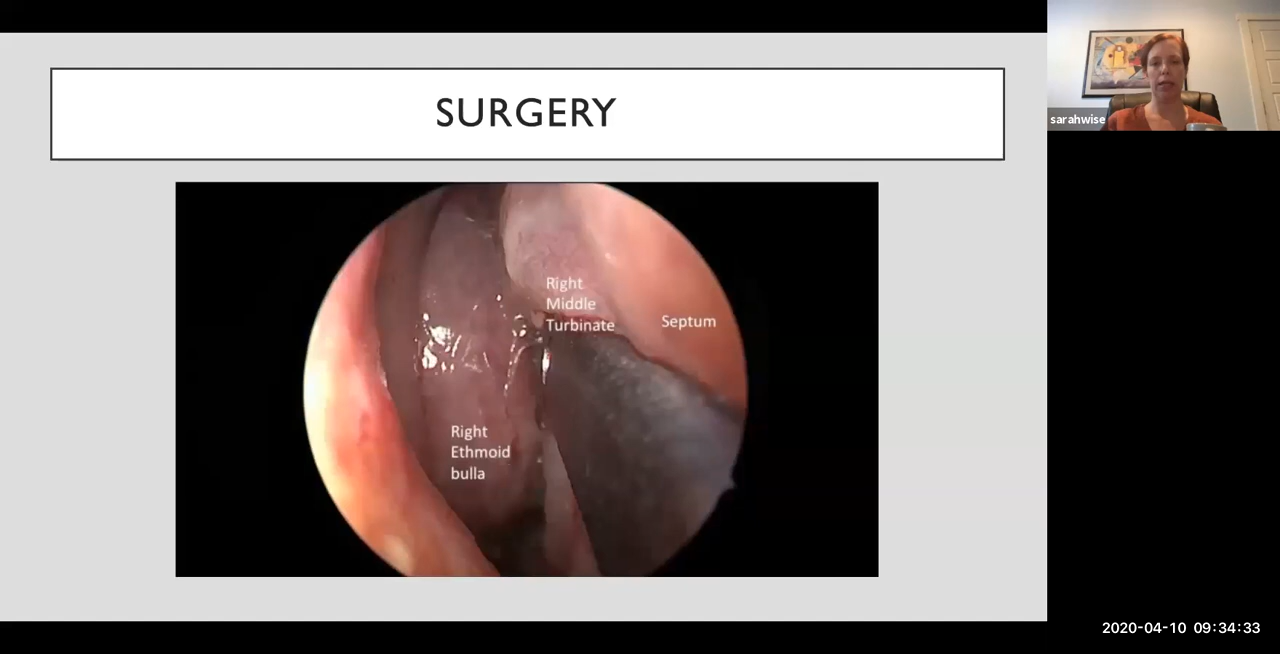 SURGERY
Right
Middle
Turbinate
Septum
Right
Ethmoid
bulla
sarahwise
2020-04-10 09:34:33